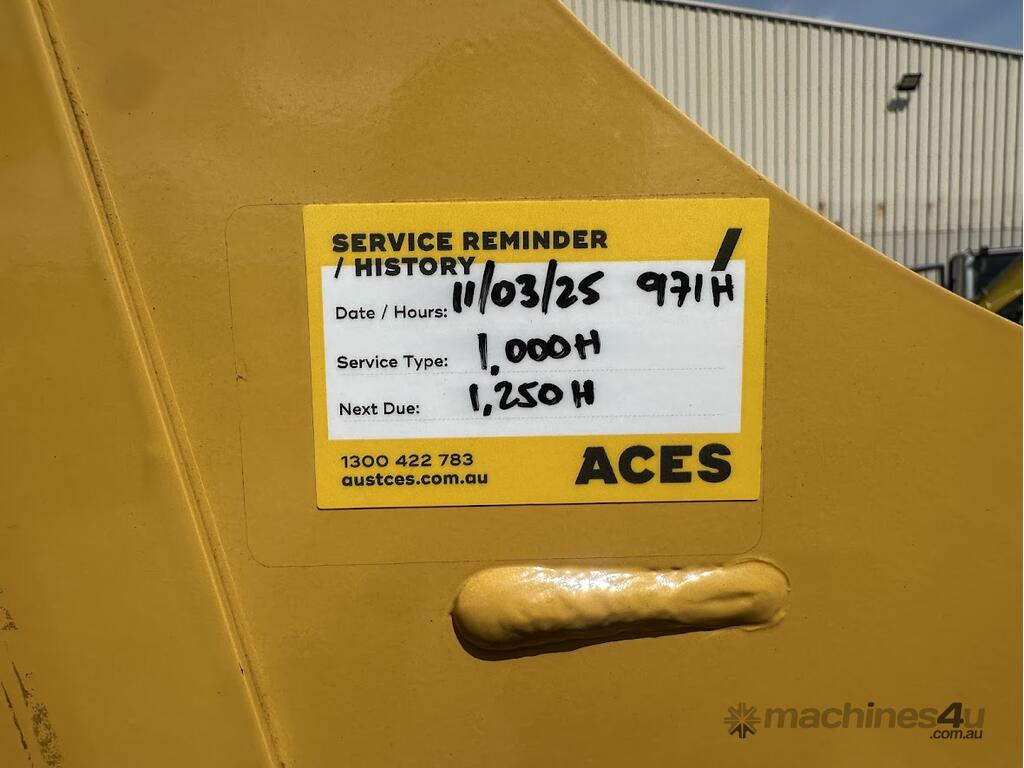 SERVICE REMINDER
/ HISTORY
Date / Hours: 11/03/25 971H
Service Type: 1,000H
Next Due: 1,250H
1300 422 783
austces.com.au
ACES
machines4u
.com.au